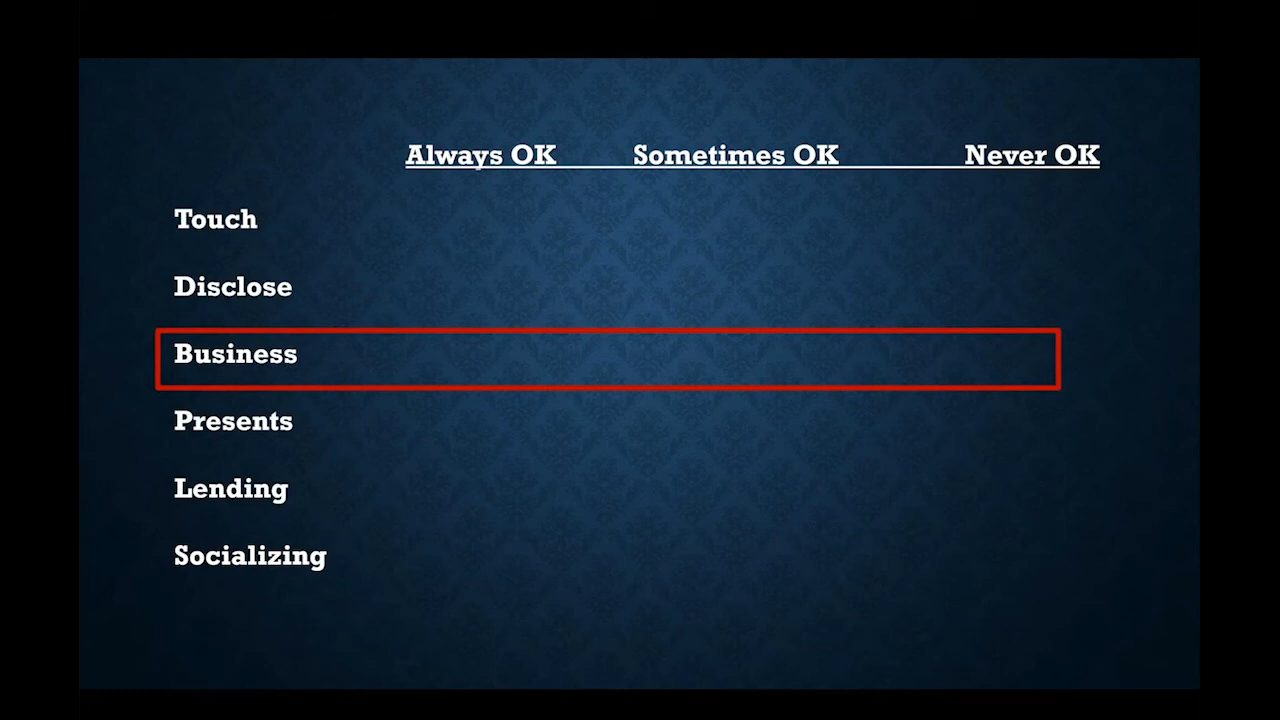 Always OK Sometimes OK Never OK
Touch
Disclose
Business
Presents
Lending
Socializing